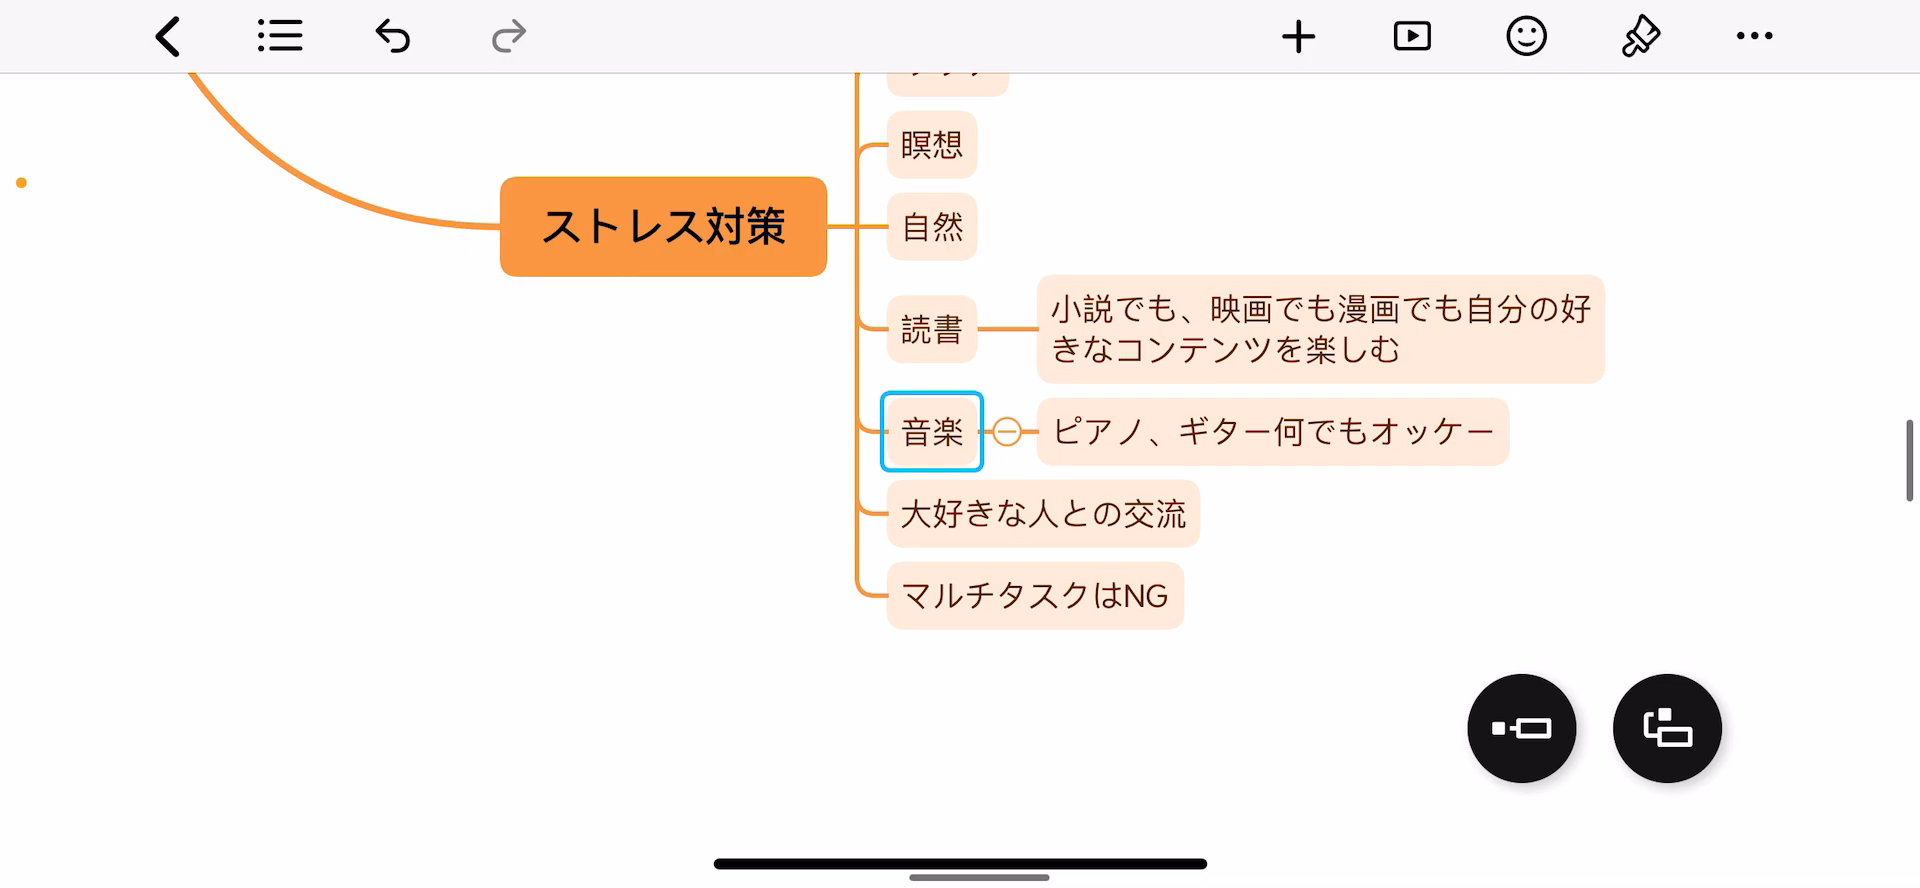 瞑想
ストレス対策
自然
読書
小説でも、映画でも漫画でも自分の好
きなコンテンツを楽しむ
音楽
ピアノ、ギター何でもオッケー
大好きな人との交流
マルチタスクはNG